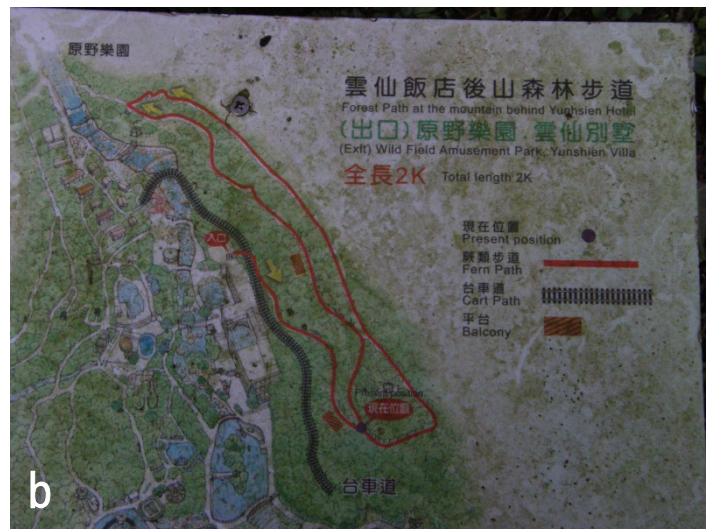 原野樂園
雲仙飯店後山森林步道
Forest Path at the mountain behind Yunhsien Hotel
(出口)原野樂園.雲仙別墅
(Exit) Wild Field Amusement Park, Yunshien Villa
全長2K Total length 2K
現在位置
Present position
蕨類步道
Fern Path
台車道
Cart Path
平台
Balcony
入口
Present position
現在位置
台車道
b